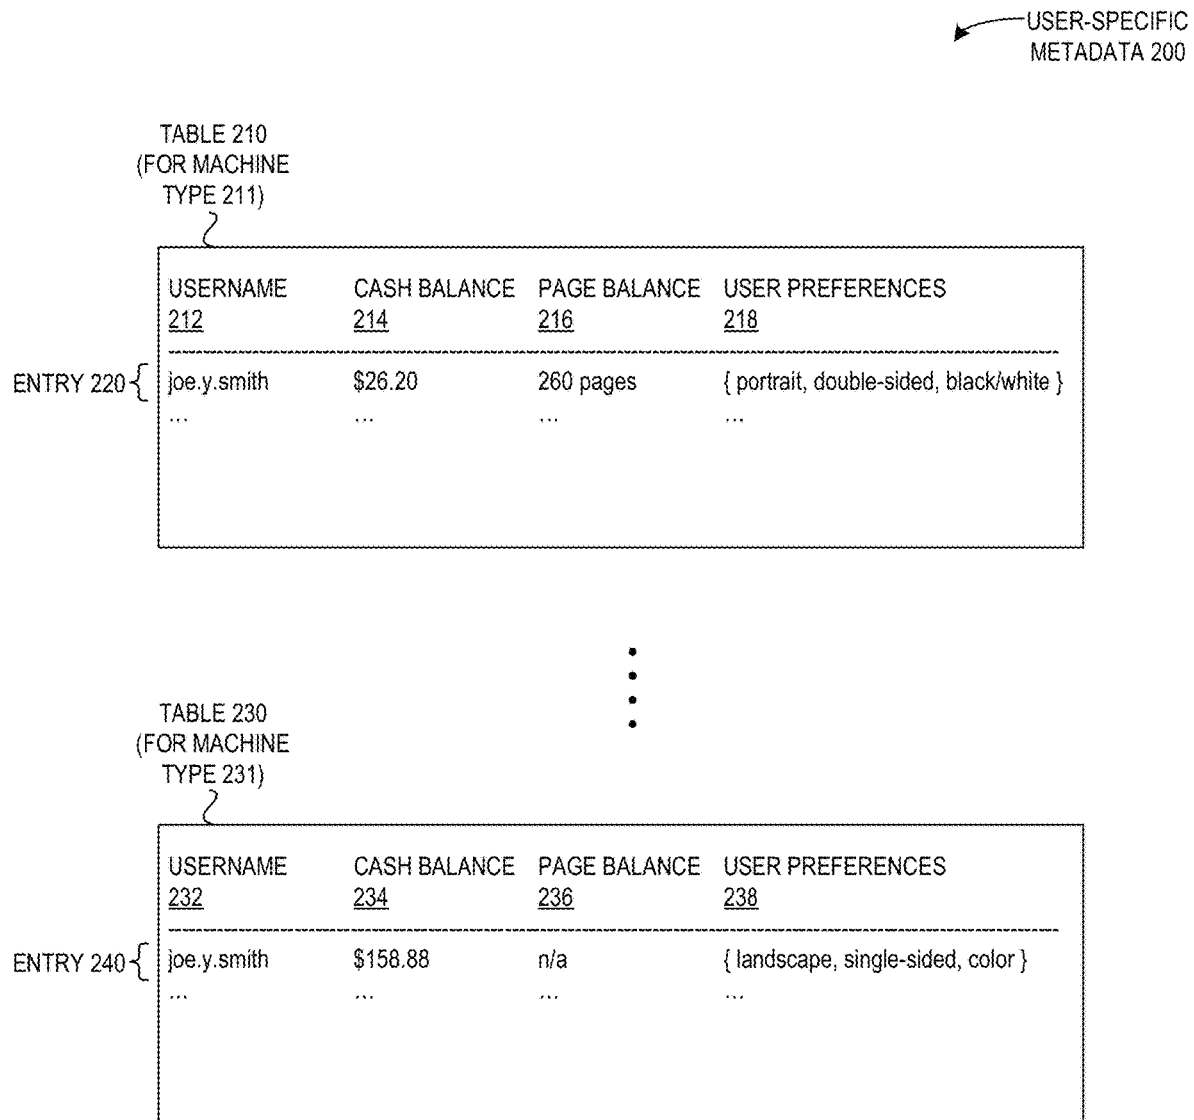 USER-SPECIFIC
METADATA 200
TABLE 210
(FOR MACHINE
TYPE 211)
USERNAME CASH BALANCE PAGE BALANCE USER PREFERENCES
212 214 216 218
ENTRY 220 joe.y.smith $26.20 260 pages { portrait, double-sided, black/white }
... ... ... ...
TABLE 230
(FOR MACHINE
TYPE 231)
USERNAME CASH BALANCE PAGE BALANCE USER PREFERENCES
232 234 236 238
ENTRY 240 joe.y.smith $158.88 n/a { landscape, single-sided, color }
... ... ... ...